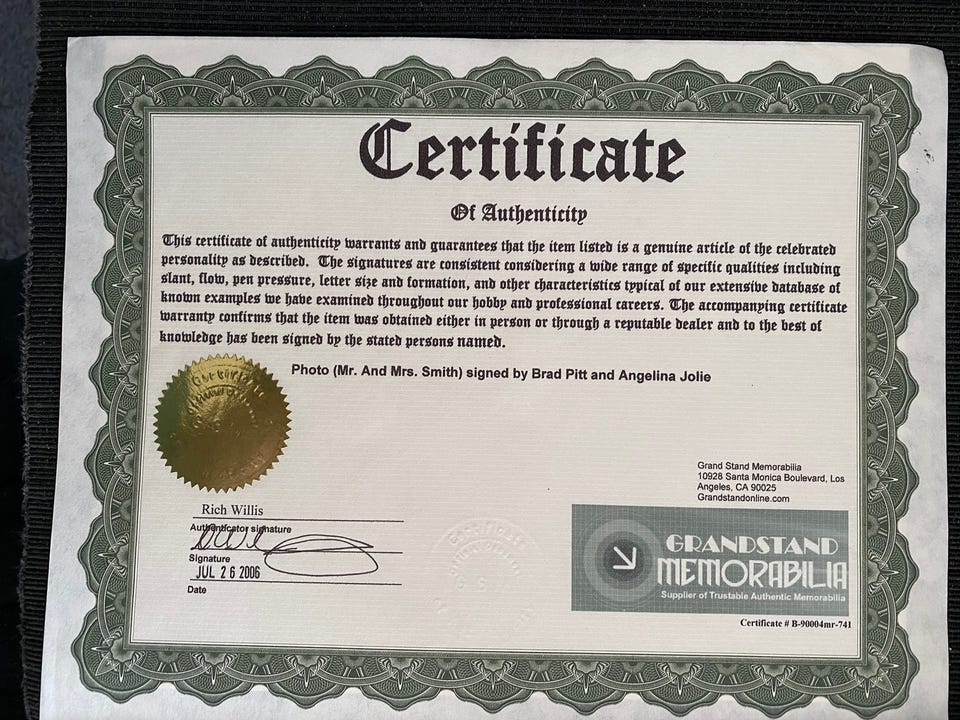 Certificate
Of Authenticity
This certificate of authenticity warrants and guarantees that the item listed is a genuine article of the celebrated
personality as described. The signatures are consistent considering a wide range of specific qualities including
slant, flow, pen pressure, letter size and formation, and other characteristics typical of our extensive database of
known examples we have examined throughout our hobby and professional careers. The accompanying certificate
warranty confirms that the item was obtained either in person or through a reputable dealer and to the best of
knowledge has been signed by the stated persons named.
Photo (Mr. And Mrs. Smith) signed by Brad Pitt and Angelina Jolie
Grand Stand Memorabilia
10928 Santa Monica Boulevard, Los
Angeles, CA 90025
Grandstandonline.com
Rich Willis
Authenticator signature
Signature
JUL 26 2006
Date
GRANDSTAND
MEMORABILIA
Supplier of Trustable Authentic Memorabilia
Certificate # B-90004mr-741